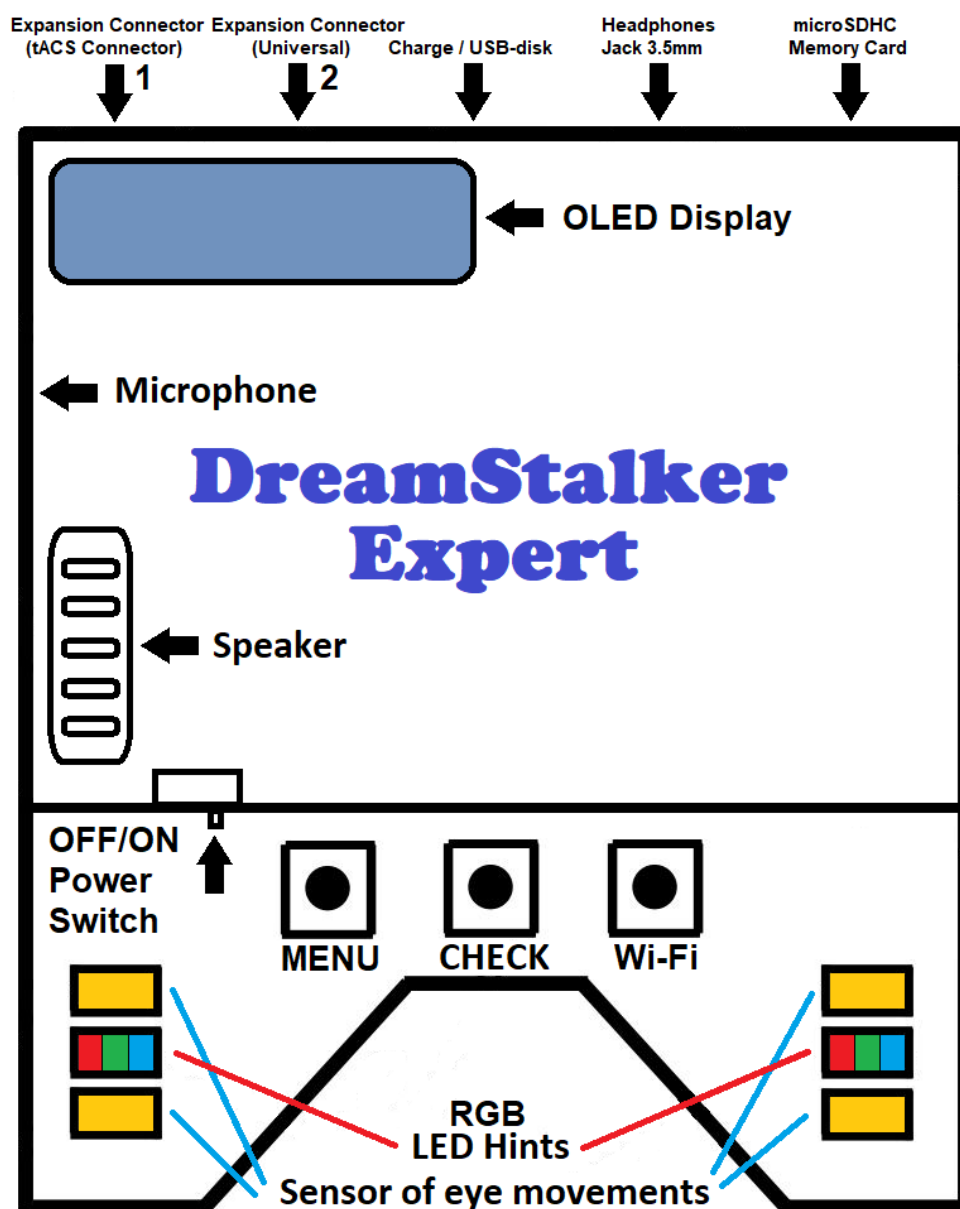 Expansion Connector
(tACS Connector)
1
Expansion Connector
(Universal)
2
Charge / USB-disk
Headphones
Jack 3.5mm
microSDHC
Memory Card
OLED Display
Microphone
DreamStalker
Expert
Speaker
OFF/ON
Power
Switch
MENU
CHECK
Wi-Fi
RGB
LED Hints
Sensor of eye movements